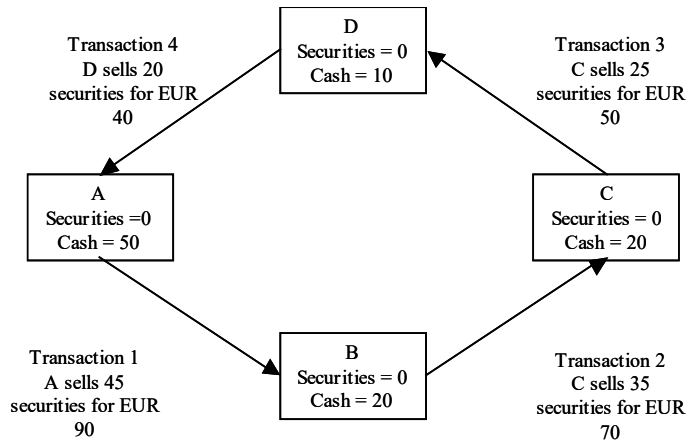 Transaction 4
D sells 20
securities for EUR
40
D
Securities = 0
Cash = 10
Transaction 3
C sells 25
securities for EUR
50
A
Securities =0
Cash = 50
C
Securities = 0
Cash = 20
Transaction 1
A sells 45
securities for EUR
90
B
Securities = 0
Cash = 20
Transaction 2
C sells 35
securities for EUR
70